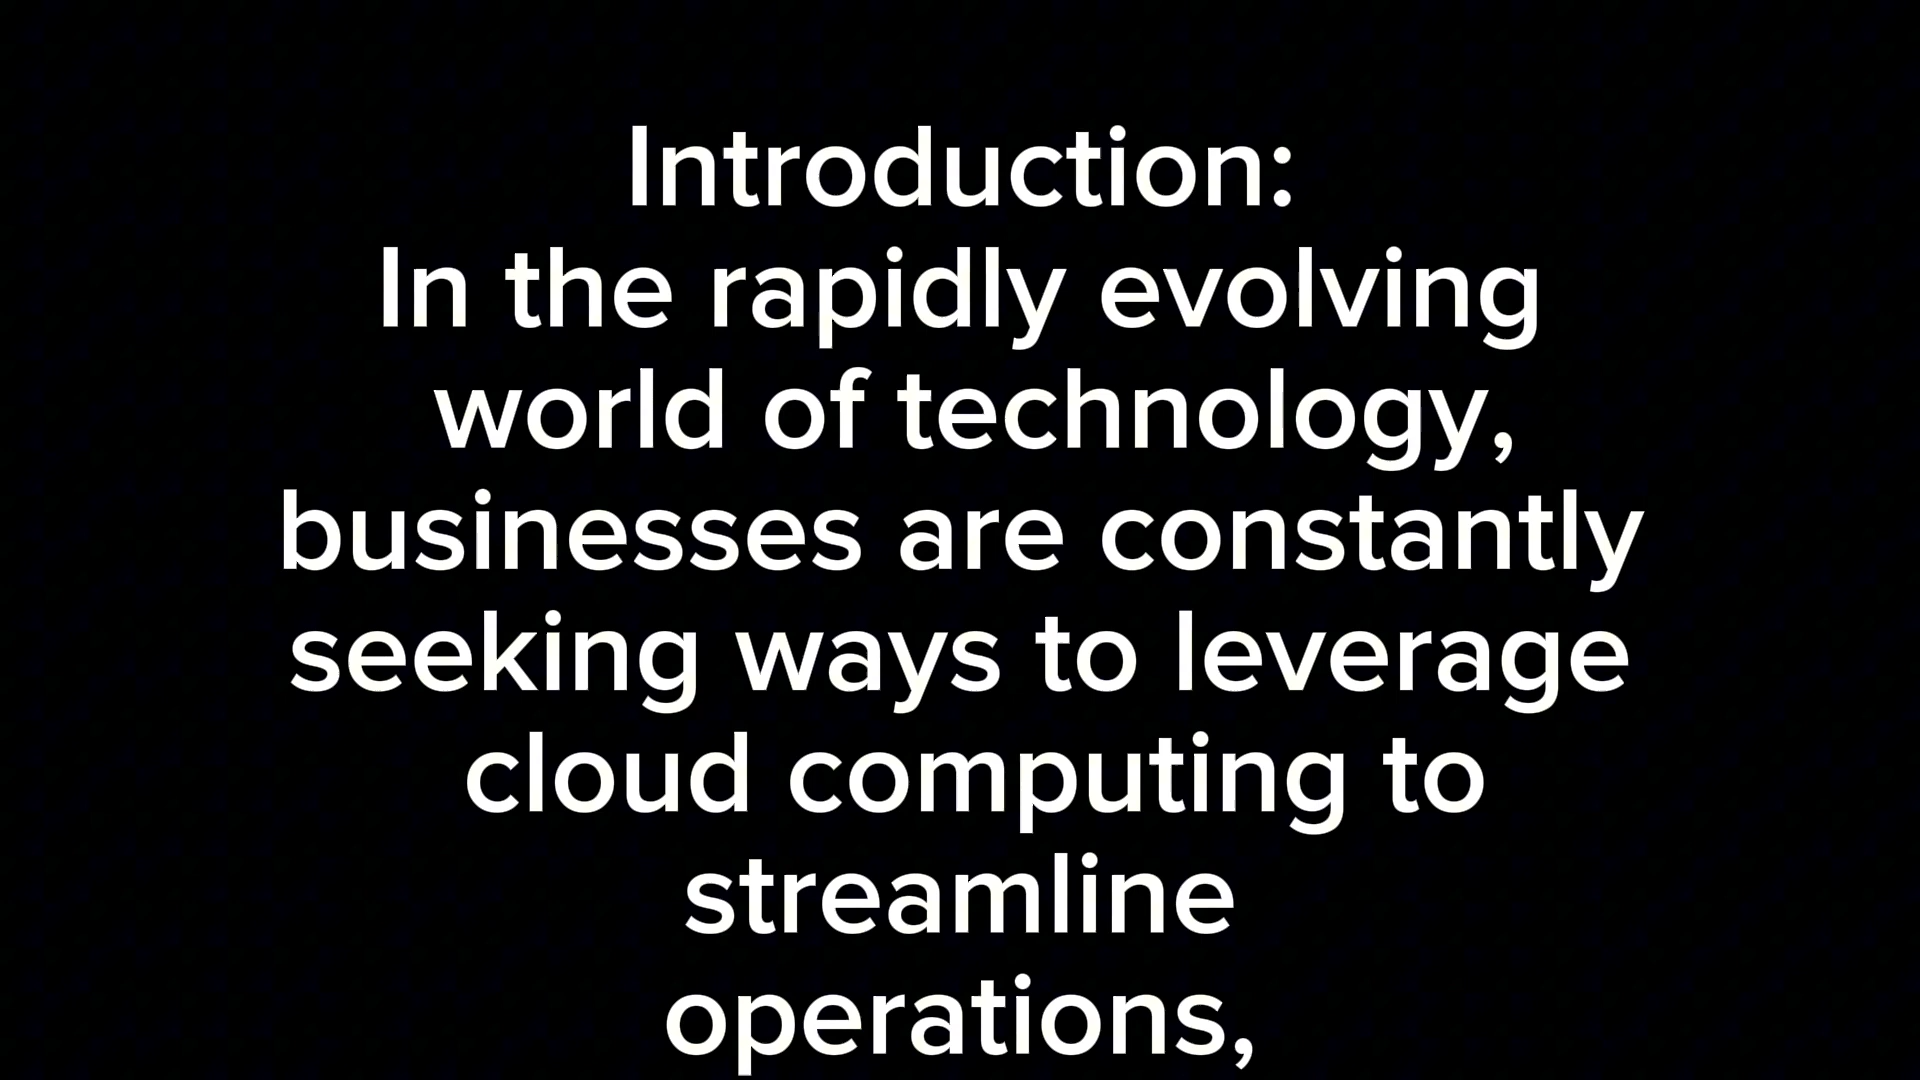 Introduction:
In the rapidly evolving
world of technology,
businesses are constantly
seeking ways to leverage
cloud computing to
streamline
operations,